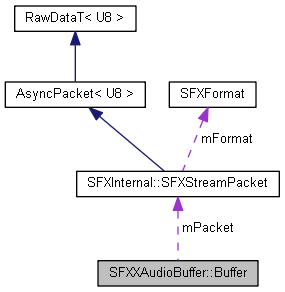 RawDataT< U8 >
AsyncPacket< U8 >
SFXFormat
mFormat
SFXInternal::SFXStreamPacket
mPacket
SFXXAudioBuffer::Buffer